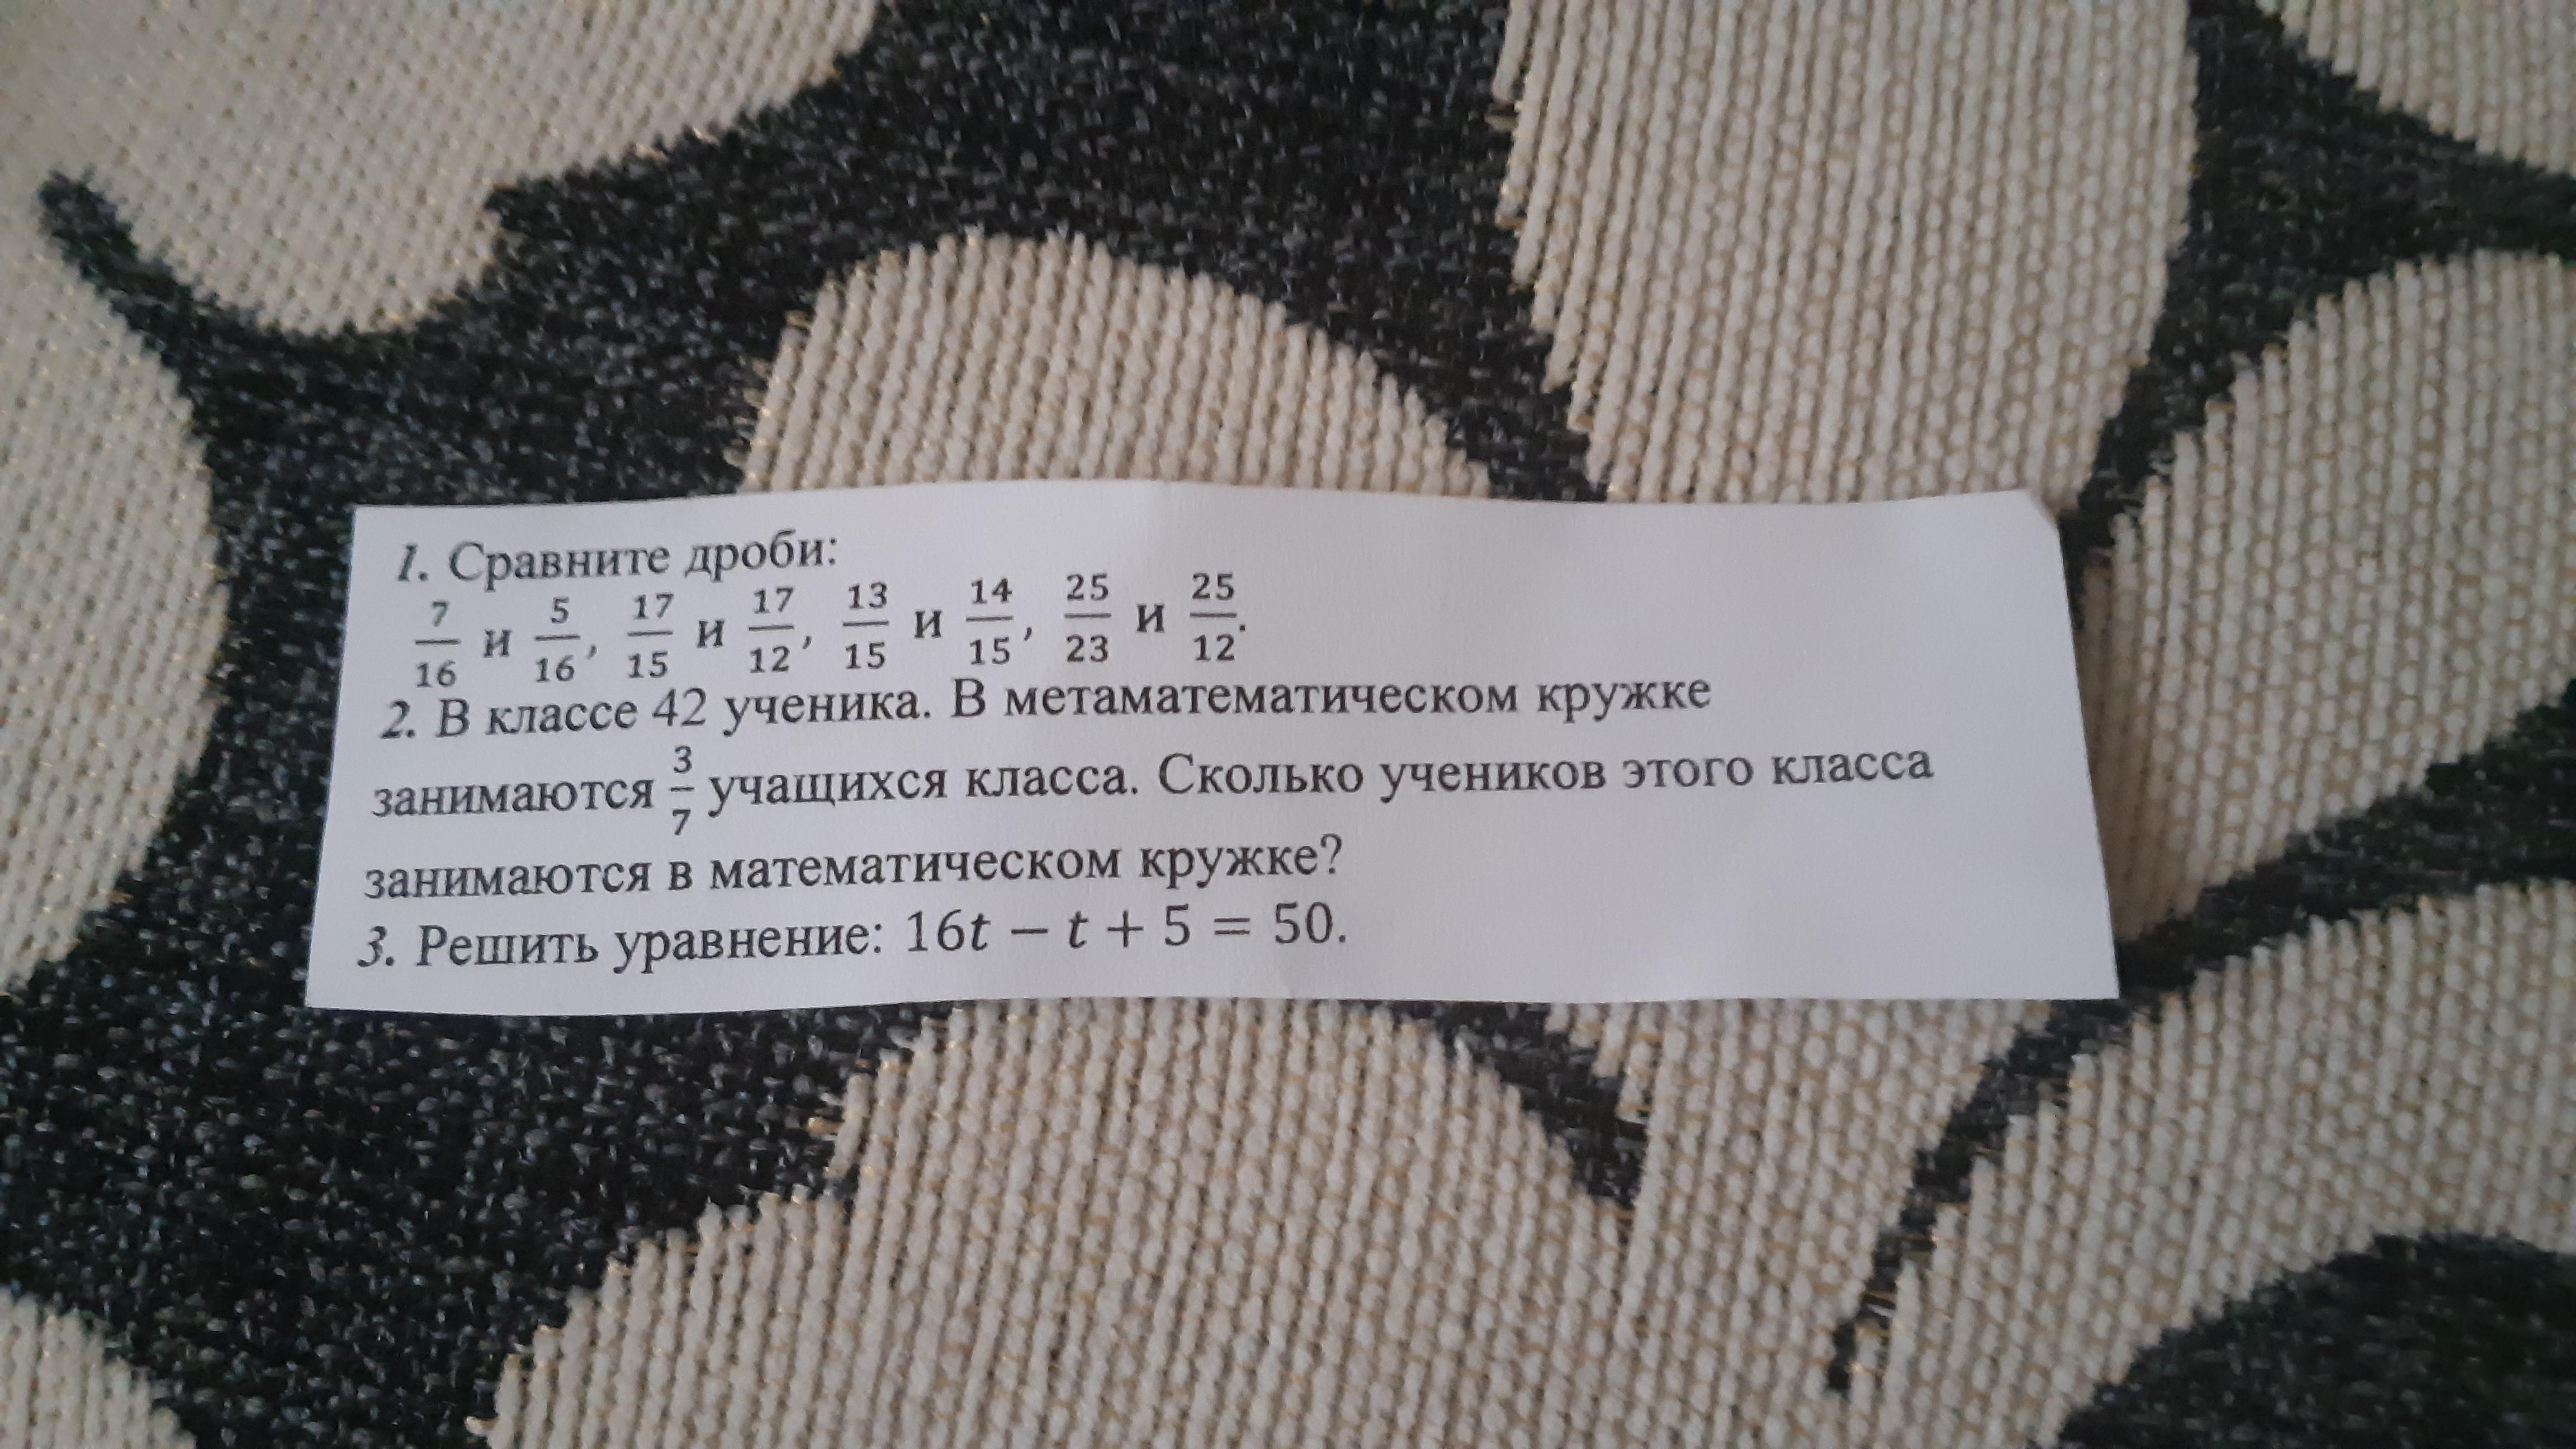 1. Сравните дроби:
7/16 и 5/16, 17/15 и 17/12, 13/15 и 14/15, 25/23 и 25/12.
2. В классе 42 ученика. В метаматематическом кружке
занимаются 3/7 учащихся класса. Сколько учеников этого класса
занимаются в математическом кружке?
3. Решить уравнение: 16t − t + 5 = 50.